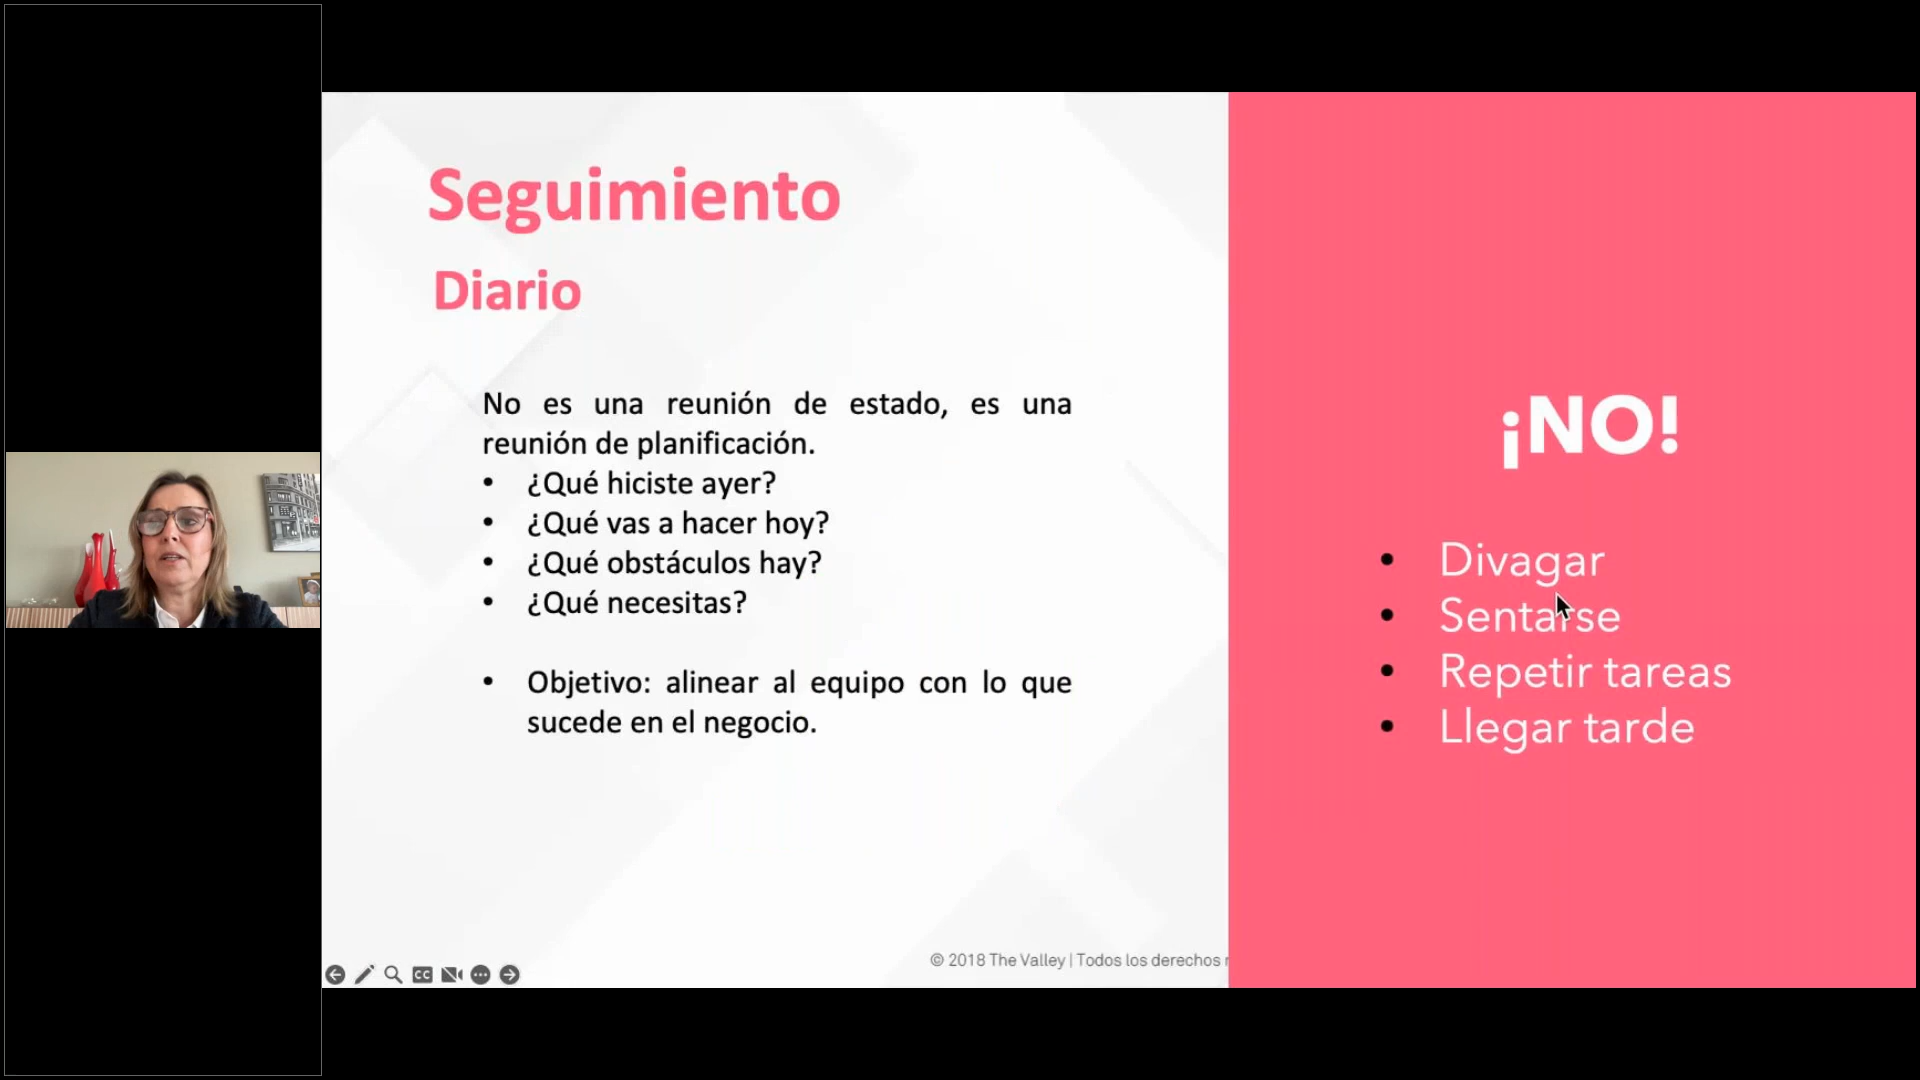 Seguimiento
Diario
No es una reunión de estado, es una
reunión de planificación.
• ¿Qué hiciste ayer?
• ¿Qué vas a hacer hoy?
• ¿Qué obstáculos hay?
• ¿Qué necesitas?
• Objetivo: alinear al equipo con lo que
sucede en el negocio.
© 2018 The Valley | Todos los derechos
CC
¡NO!
• Divagar
• Sentarse
• Repetir tareas
• Llegar tarde